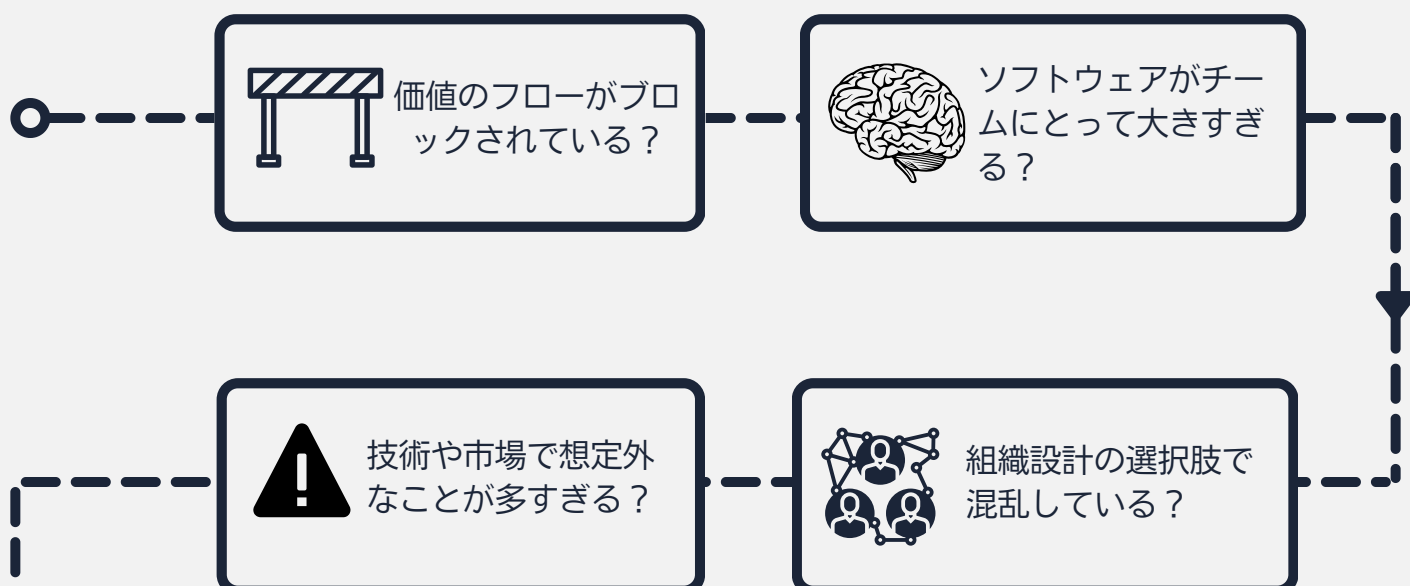 価値のフローがブロ
ックされている？
ソフトウェアがチー
ムにとって大きすぎ
る？
組織設計の選択肢で
混乱している？
技術や市場で想定外
なことが多すぎる？